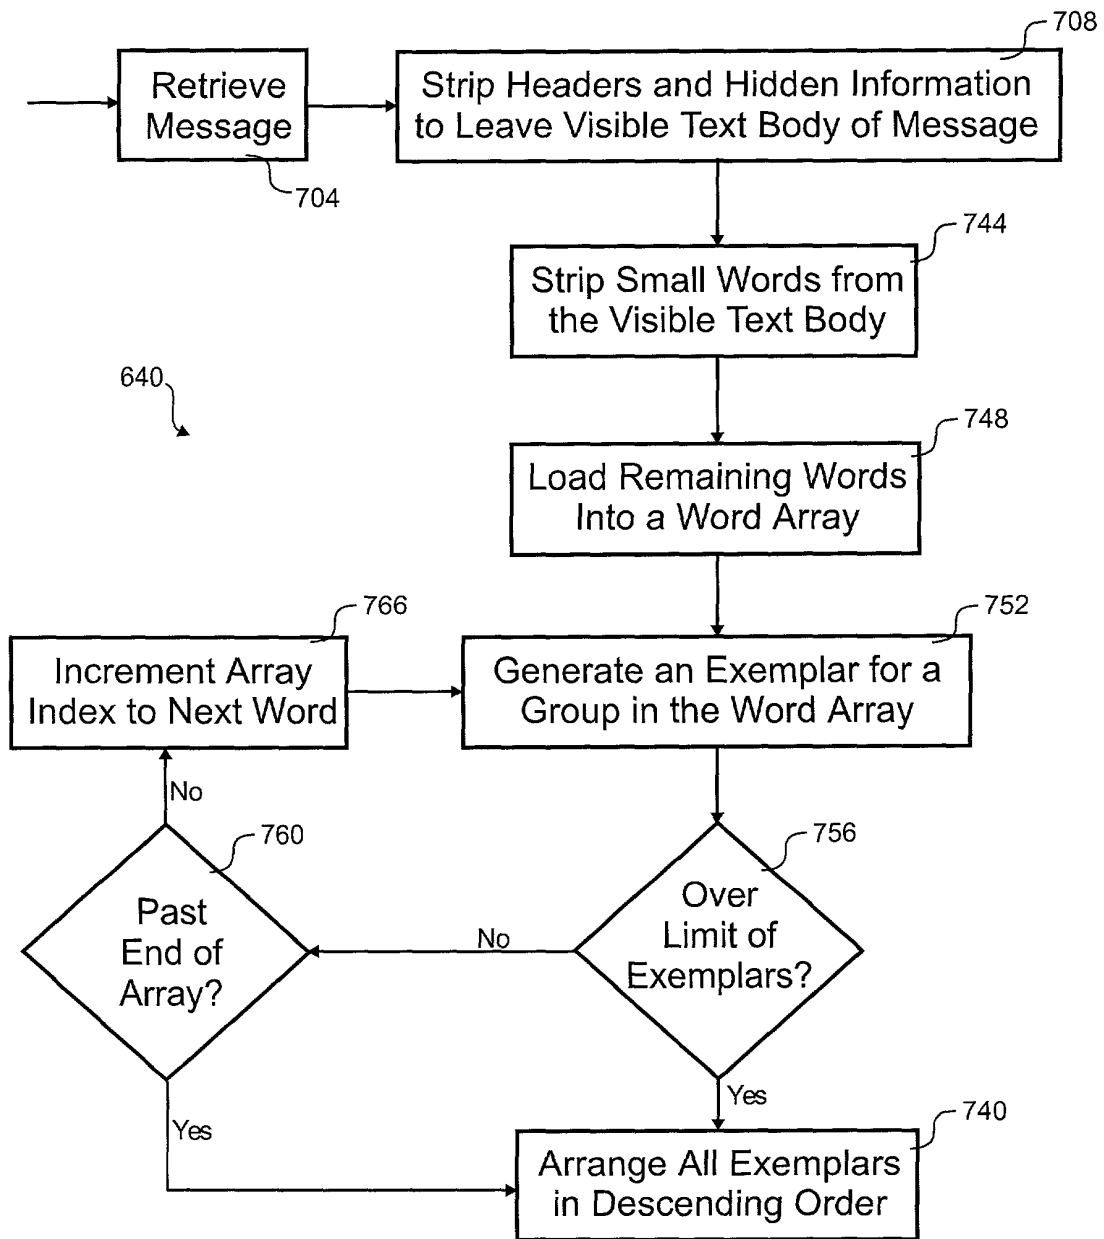 708
Retrieve
Message
704
Strip Headers and Hidden Information
to Leave Visible Text Body of Message
744
Strip Small Words from
the Visible Text Body
640
748
Load Remaining Words
Into a Word Array
766
Increment Array
Index to Next Word
752
Generate an Exemplar for a
Group in the Word Array
No
760
Past
End of
Array?
No
756
Over
Limit of
Exemplars?
Yes
Yes
740
Arrange All Exemplars
in Descending Order